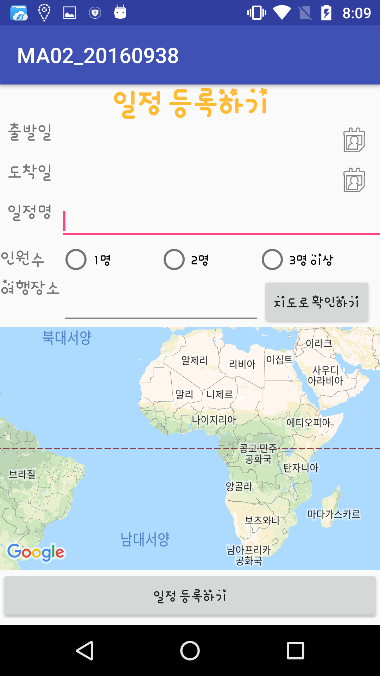 8:09
MA02_20160938
일정 등록하기
출발일
도착일
일정명
인원수 1명 2명 3명 이상
여행장소
지도로 확인하기
북대서양
이라크
알제리 리비아 이집트
사우디
아라비아
말리 니제르
나이지리아 에티오피아
콩고 민주
공화국
탄자니아
브라질
앙골라
마다가스카르
보츠와나
남대서양
남아프리카
공화국
Google
일정 등록하기